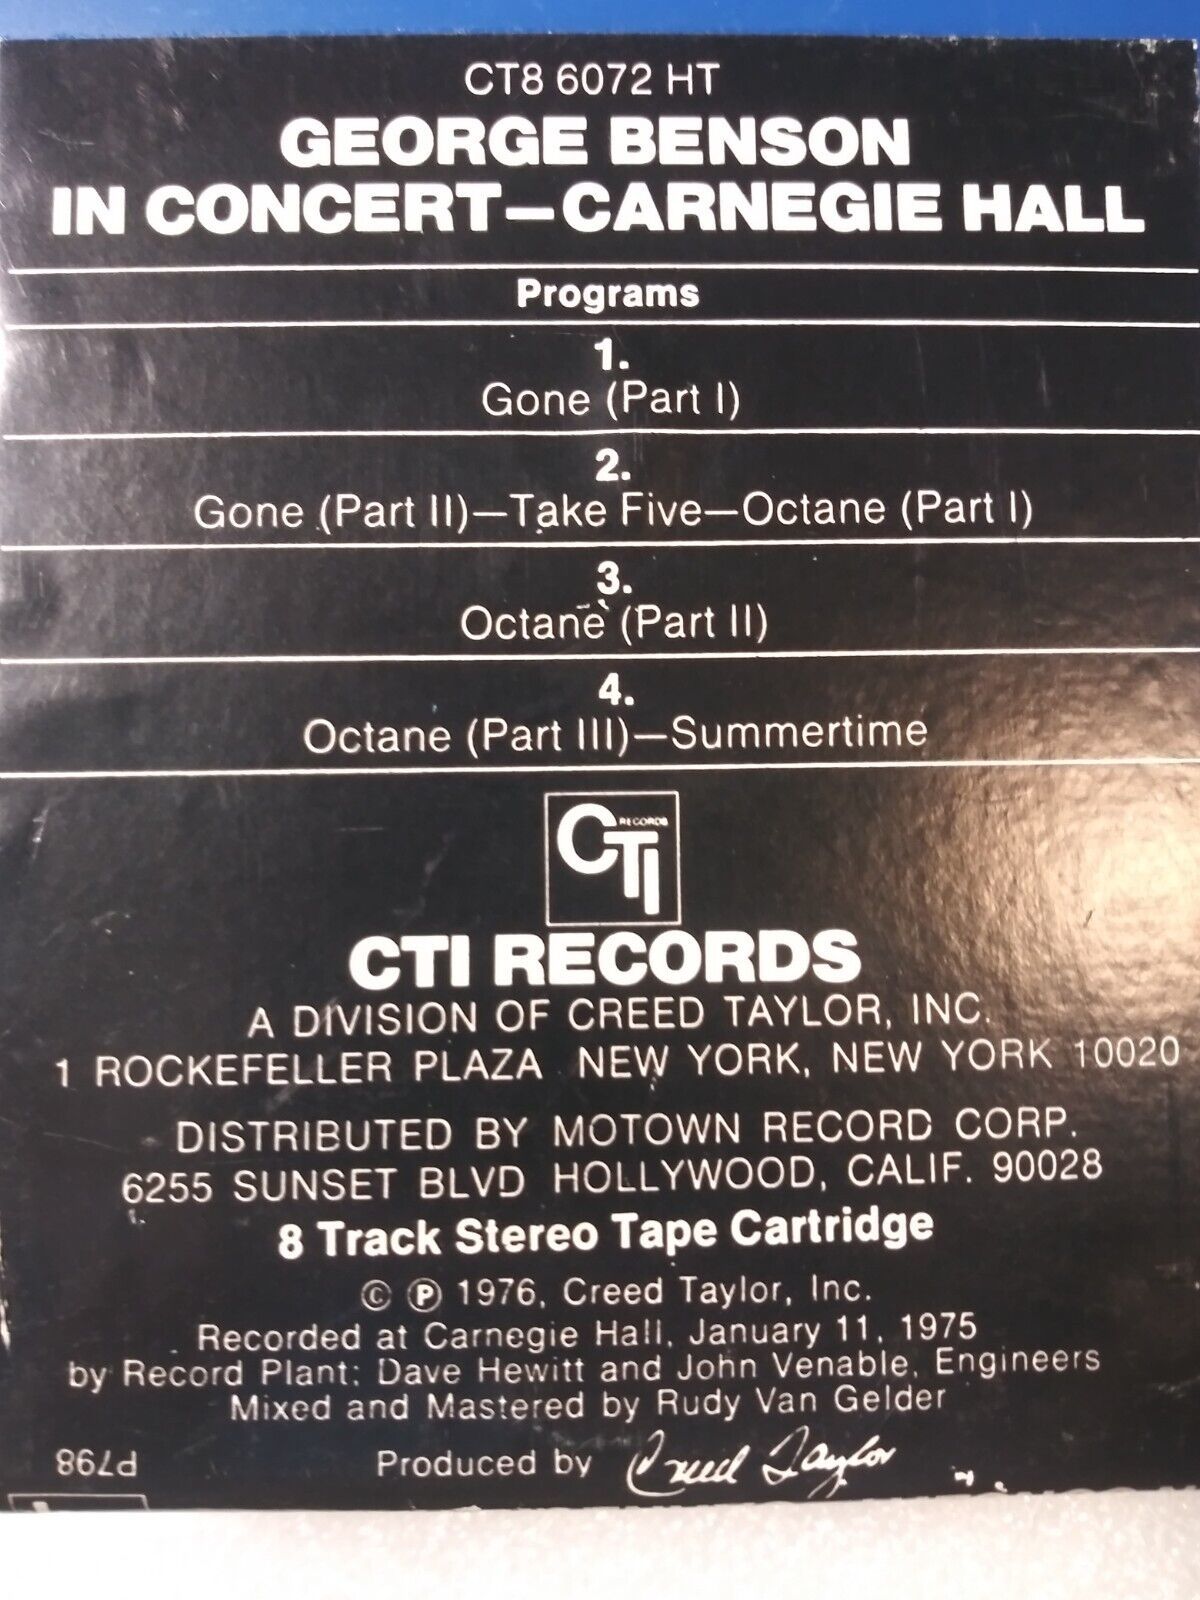 CT8 6072 HT
GEORGE BENSON
IN CONCERT—CARNEGIE HALL
Programs
1.
Gone (Part I)
2.
Gone (Part II)—Take Five—Octane (Part I)
3.
Octane (Part II)
4.
Octane (Part III)—Summertime
CTI RECORDS
CTI RECORDS
A DIVISION OF CREED TAYLOR, INC.
1 ROCKEFELLER PLAZA NEW YORK, NEW YORK 10020
DISTRIBUTED BY MOTOWN RECORD CORP.
6255 SUNSET BLVD HOLLYWOOD, CALIF. 90028
8 Track Stereo Tape Cartridge
© ℗ 1976, Creed Taylor, Inc.
Recorded at Carnegie Hall, January 11, 1975
by Record Plant: Dave Hewitt and John Venable, Engineers
Mixed and Mastered by Rudy Van Gelder
Produced by Creed Taylor